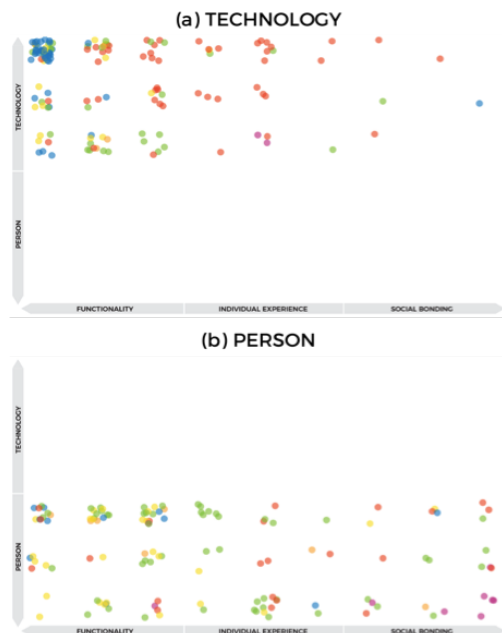 (a) TECHNOLOGY
TECHNOLOGY
PERSON
FUNCTIONALITY
INDIVIDUAL EXPERIENCE
SOCIAL BONDING
(b) PERSON
TECHNOLOGY
PERSON
FUNCTIONALITY
INDIVIDUAL EXPERIENCE
SOCIAL BONDING